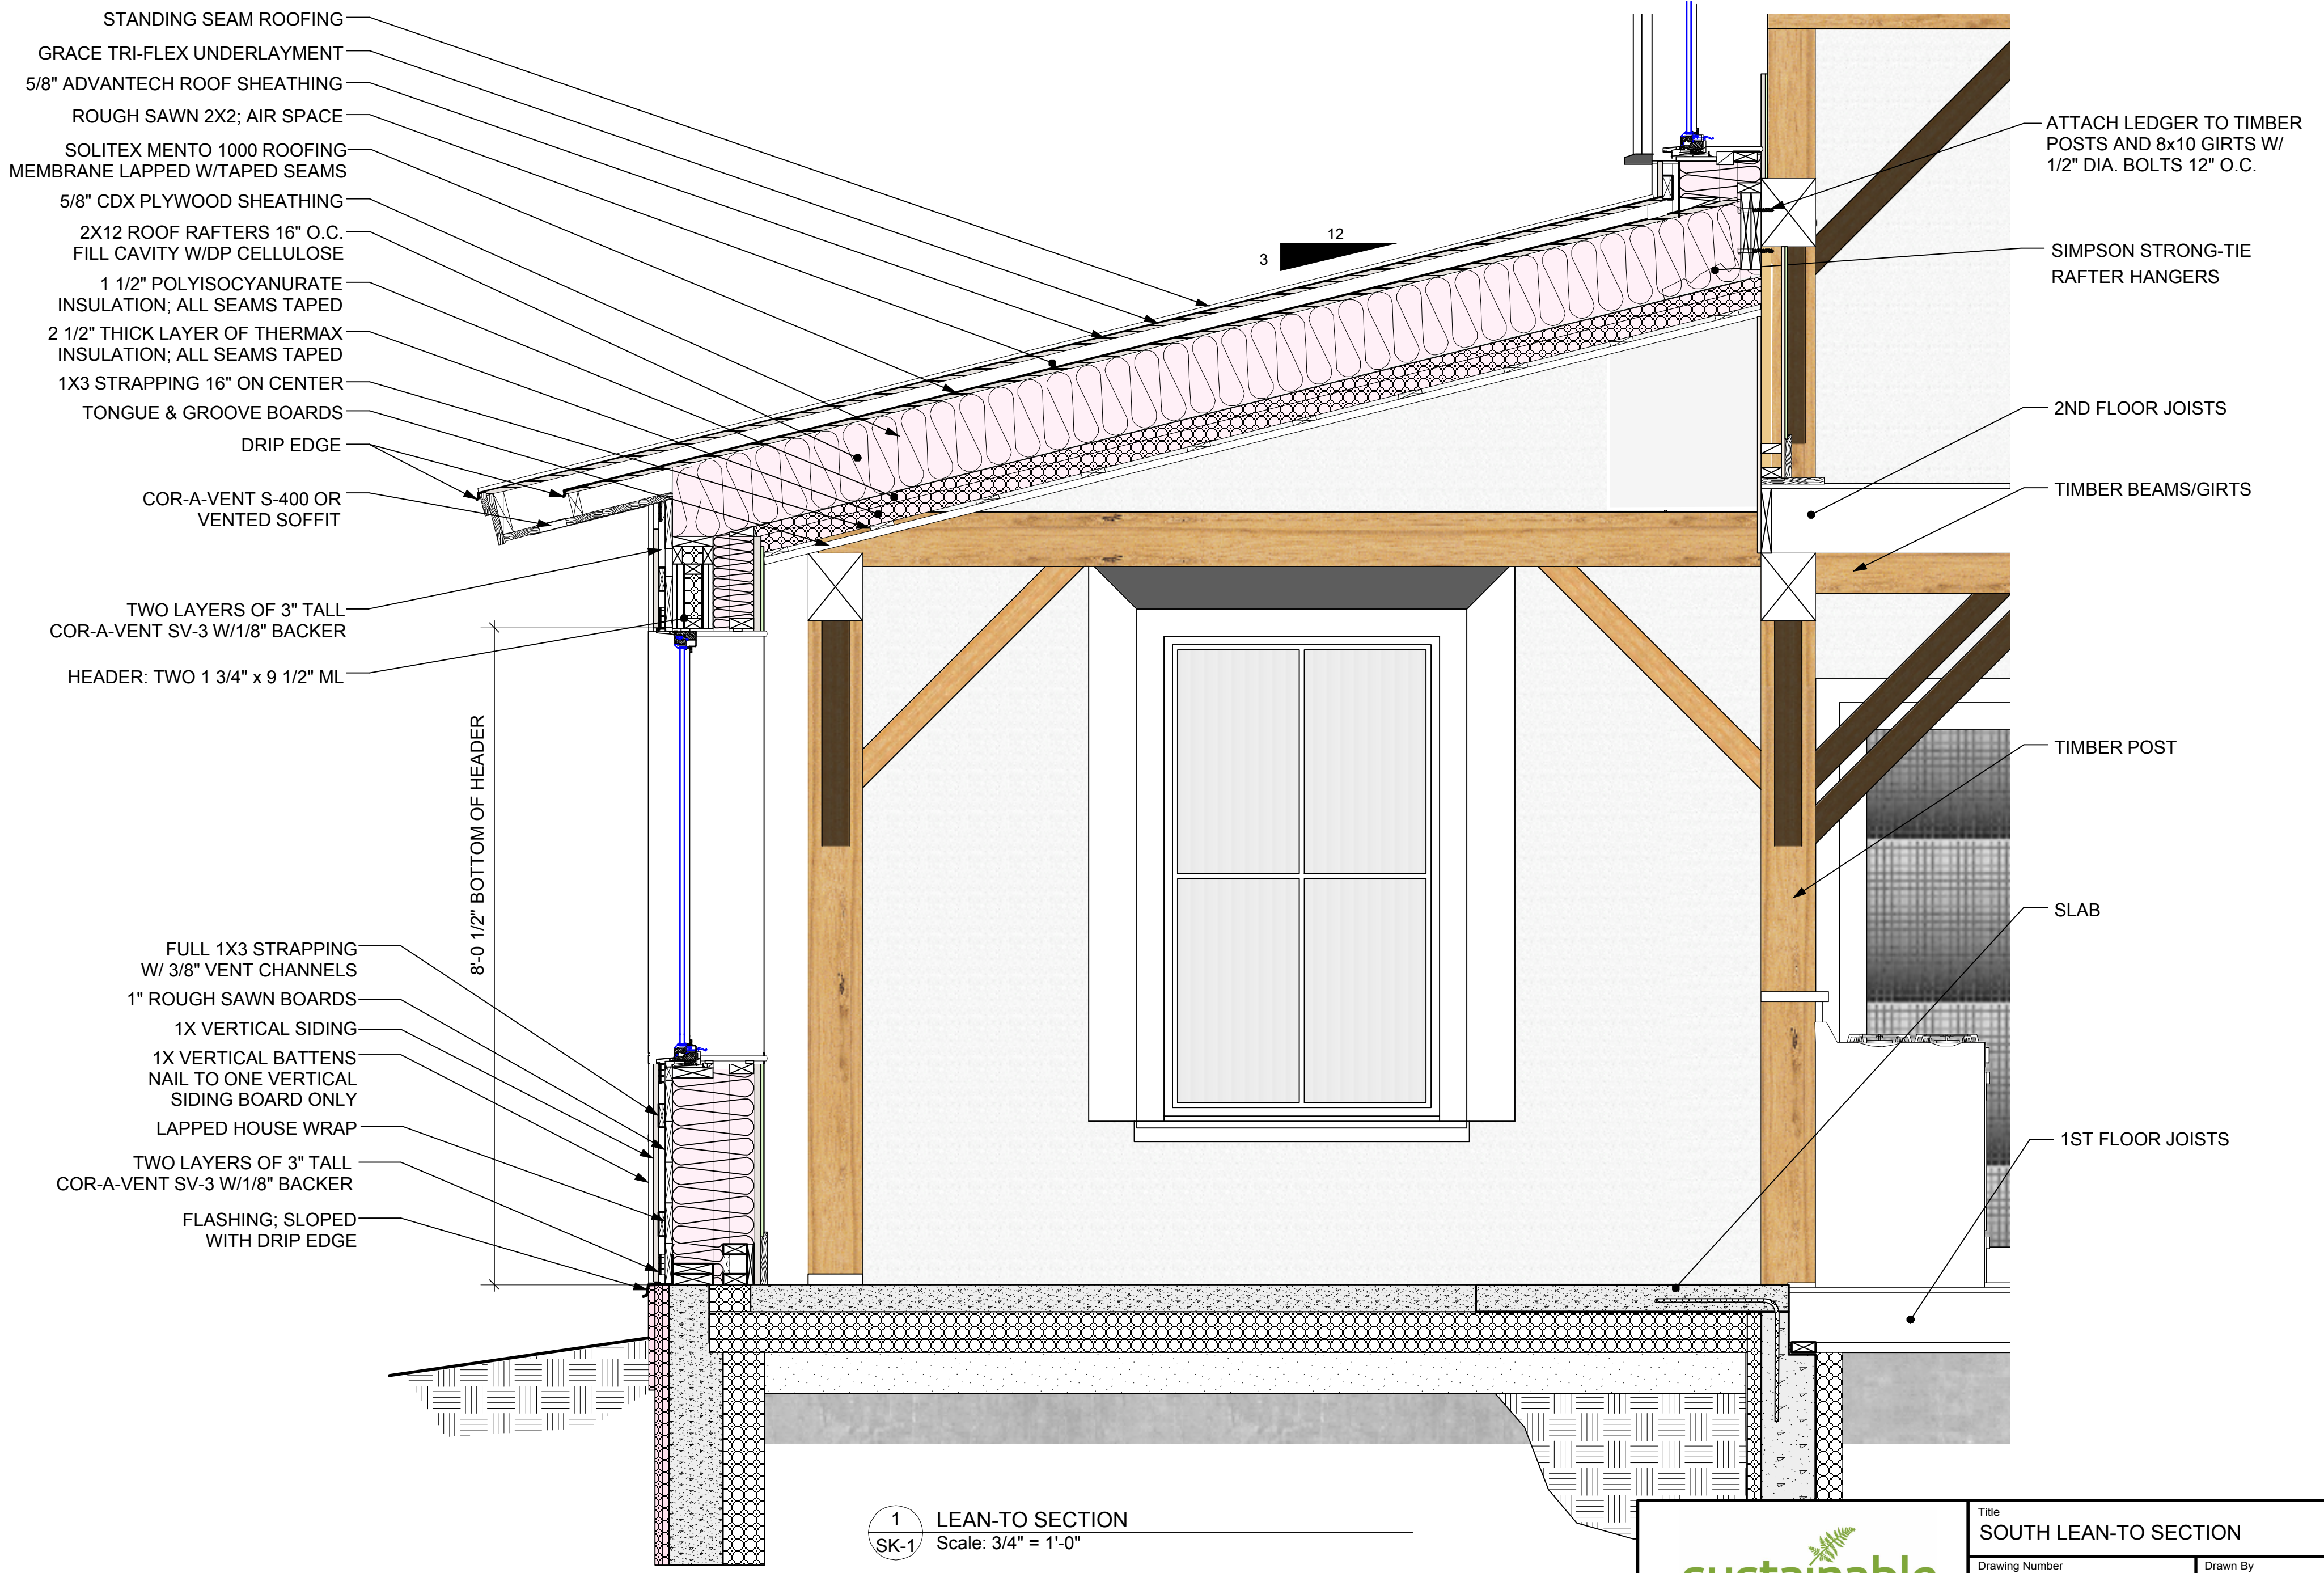 STANDING SEAM ROOFING
GRACE TRI-FLEX UNDERLAYMENT
5/8" ADVANTECH ROOF SHEATHING
ROUGH SAWN 2X2; AIR SPACE
SOLITEX MENTO 1000 ROOFING
MEMBRANE LAPPED W/TAPED SEAMS
5/8" CDX PLYWOOD SHEATHING
2X12 ROOF RAFTERS 16" O.C.
FILL CAVITY W/DP CELLULOSE
1 1/2" POLYISOCYANURATE
INSULATION; ALL SEAMS TAPED
2 1/2" THICK LAYER OF THERMAX
INSULATION; ALL SEAMS TAPED
1X3 STRAPPING 16" ON CENTER
TONGUE & GROOVE BOARDS
DRIP EDGE
COR-A-VENT S-400 OR
VENTED SOFFIT
TWO LAYERS OF 3" TALL
COR-A-VENT SV-3 W/1/8" BACKER
HEADER: TWO 1 3/4" x 9 1/2" ML
8'-0 1/2" BOTTOM OF HEADER
FULL 1X3 STRAPPING
W/ 3/8" VENT CHANNELS
1" ROUGH SAWN BOARDS
1X VERTICAL SIDING
1X VERTICAL BATTENS
NAIL TO ONE VERTICAL
SIDING BOARD ONLY
LAPPED HOUSE WRAP
TWO LAYERS OF 3" TALL
COR-A-VENT SV-3 W/1/8" BACKER
FLASHING; SLOPED
WITH DRIP EDGE
12
3
ATTACH LEDGER TO TIMBER
POSTS AND 8x10 GIRTS W/
1/2" DIA. BOLTS 12" O.C.
SIMPSON STRONG-TIE
RAFTER HANGERS
2ND FLOOR JOISTS
TIMBER BEAMS/GIRTS
TIMBER POST
SLAB
1ST FLOOR JOISTS
1
SK-1
LEAN-TO SECTION
Scale: 3/4" = 1'-0"
sustainable
Title
SOUTH LEAN-TO SECTION
Drawing Number
Drawn By